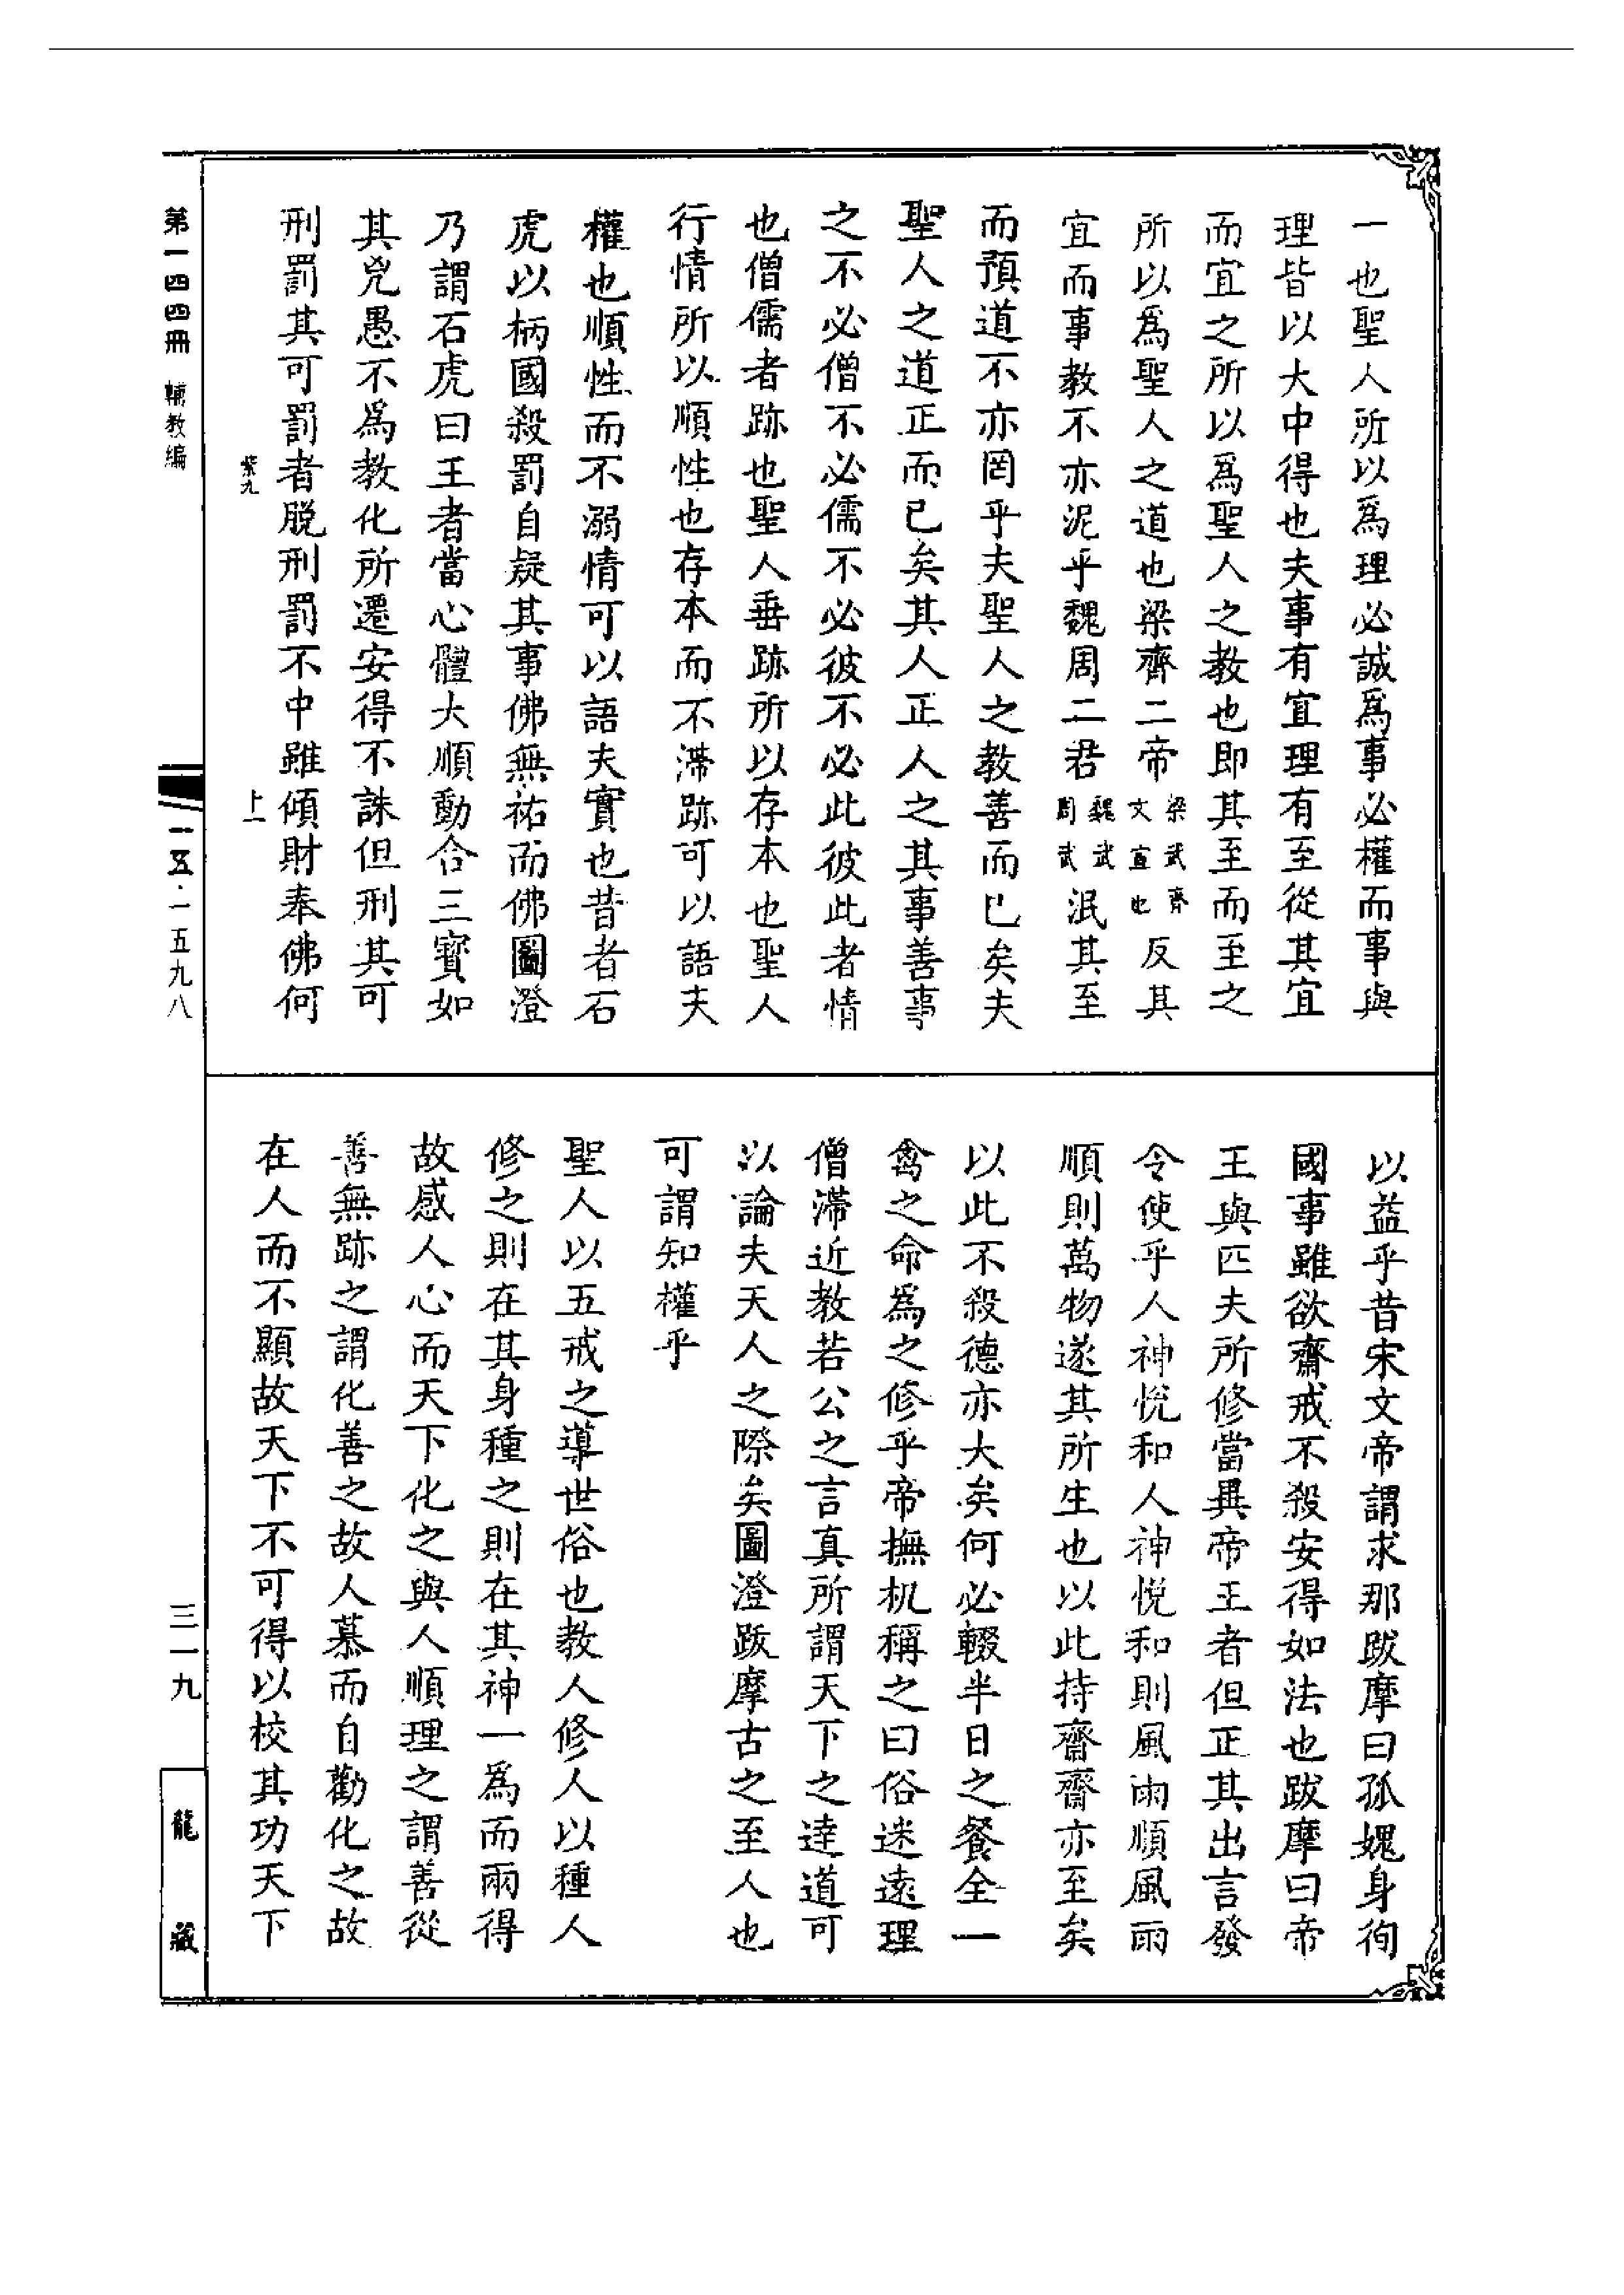 一也聖人所以爲理必誠爲事必權而事與
理皆以大中得也夫事有宜理有至從其宜
而宜之所以爲聖人之教也即其至而至之
所以爲聖人之道也梁齊二帝梁武齊文宣也反其
宜而事教不亦泥乎魏周二君魏武周武泯其至
而預道不亦罔乎夫聖人之教善而已矣夫
聖人之道正而已矣其人正人之其事善事
之不必僧不必儒不必彼不必此彼此者情
也僧儒者跡也聖人垂跡所以存本也聖人
行情所以順性也存本而不滯跡可以語夫
權也順性而不溺情可以語夫實也昔者石
虎以柄國殺罰自疑其事佛無祐而佛圖澄
乃謂石虎曰王者當心體大順動合三寶如
其兇愚不爲教化所遷安得不誅但刑其可
刑罰其可罰者脫刑罰不中雖傾財奉佛何
紫九
上一
以益乎昔宋文帝謂求那跋摩曰孤媿身徇
國事雖欲齋戒不殺安得如法也跋摩曰帝
王與匹夫所修當異帝王者但正其出言發
令使乎人神悅和人神悅和則風雨順風雨
順則萬物遂其所生也以此持齋齋亦至矣
以此不殺德亦大矣何必輟半日之餐全一
禽之命爲之修乎帝撫机稱之曰俗迷遠理
僧滯近教若公之言真所謂天下之達道可
以論夫天人之際矣圖澄跋摩古之至人也
可謂知權乎
聖人以五戒之導世俗也教人修人以種人
修之則在其身種之則在其神一爲而兩得
故感人心而天下化之與人順理之謂善從
善無跡之謂化善之故人慕而自勸化之故
在人而不顯故天下不可得以校其功天下
第一四四冊 輔教編
一五五·一五九八
三一九
龍藏